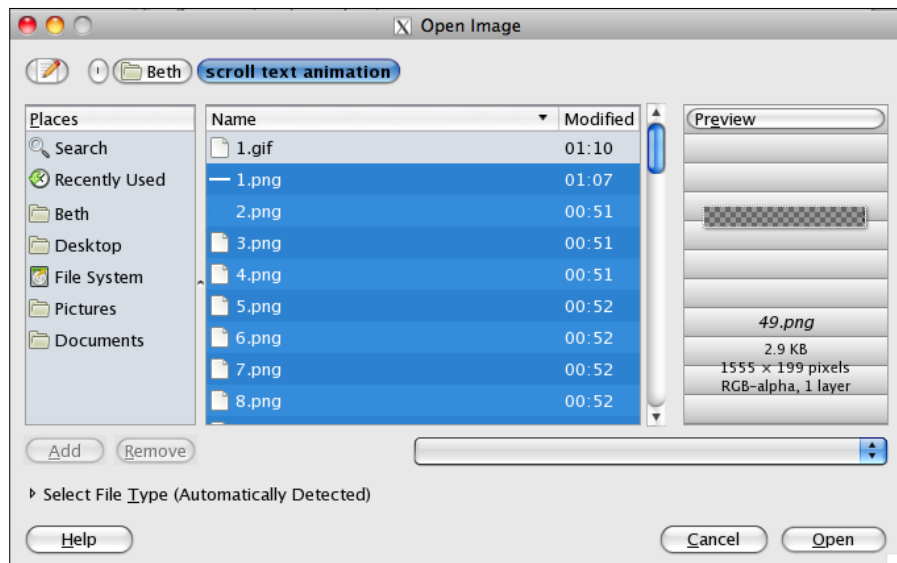 X Open Image
Beth scroll text animation
Places Name Modified Preview
Search 1.gif 01:10
Recently Used 1.png 01:07
2.png 00:51
Beth
Desktop 3.png 00:51
File System 4.png 00:51
Pictures 5.png 00:52
Documents 6.png 00:52
7.png 00:52
8.png 00:52
49.png
2.9 KB
1555 × 199 pixels
RGB-alpha, 1 layer
Add Remove
Select File Type (Automatically Detected)
Help Cancel Open